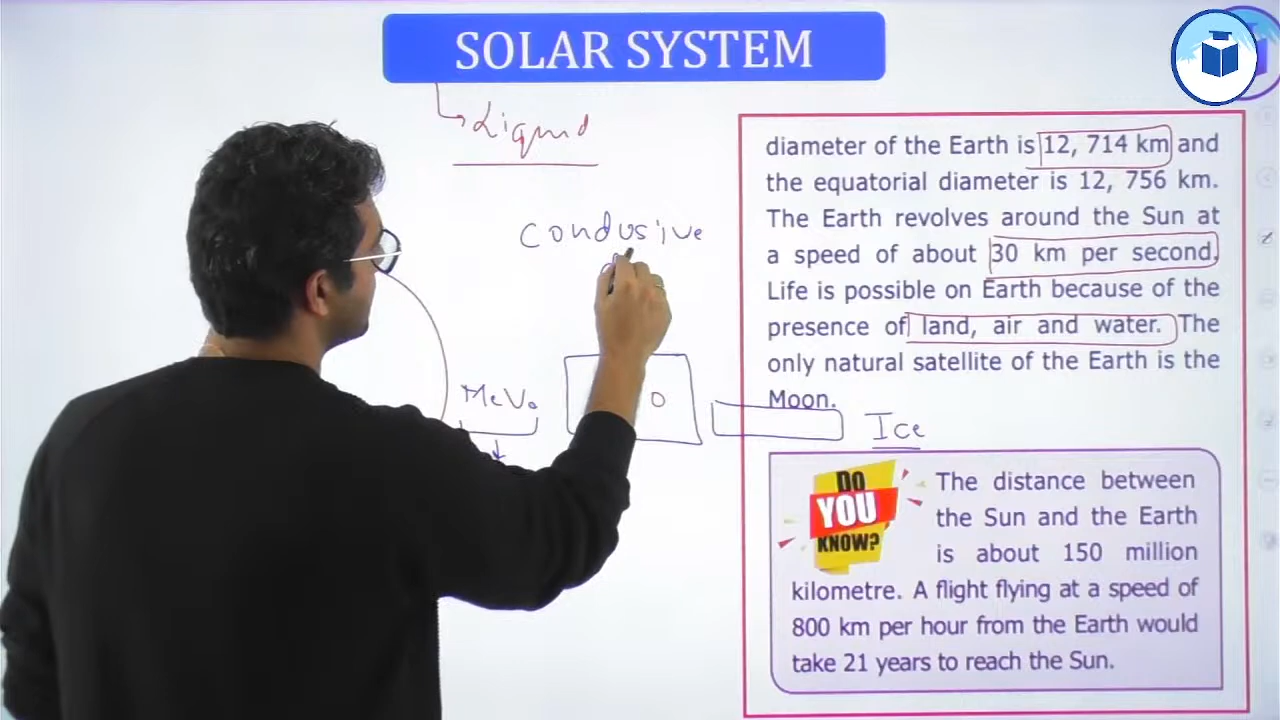 SOLAR SYSTEM
Liquid
condusive
MeV
Ice
diameter of the Earth is 12, 714 km and
the equatorial diameter is 12, 756 km.
The Earth revolves around the Sun at
a speed of about 30 km per second.
Life is possible on Earth because of the
presence of land, air and water. The
only natural satellite of the Earth is the
Moon.
DO
YOU
KNOW?
The distance between
the Sun and the Earth
is about 150 million
kilometre. A flight flying at a speed of
800 km per hour from the Earth would
take 21 years to reach the Sun.